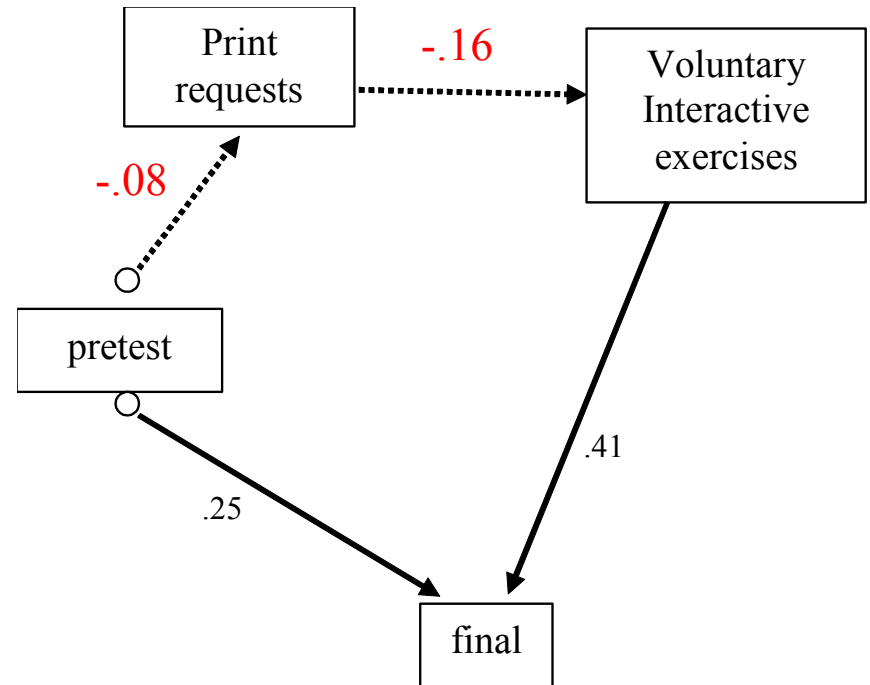 Print
requests
-.16
Voluntary
Interactive
exercises
-.08
pretest
.41
.25
final